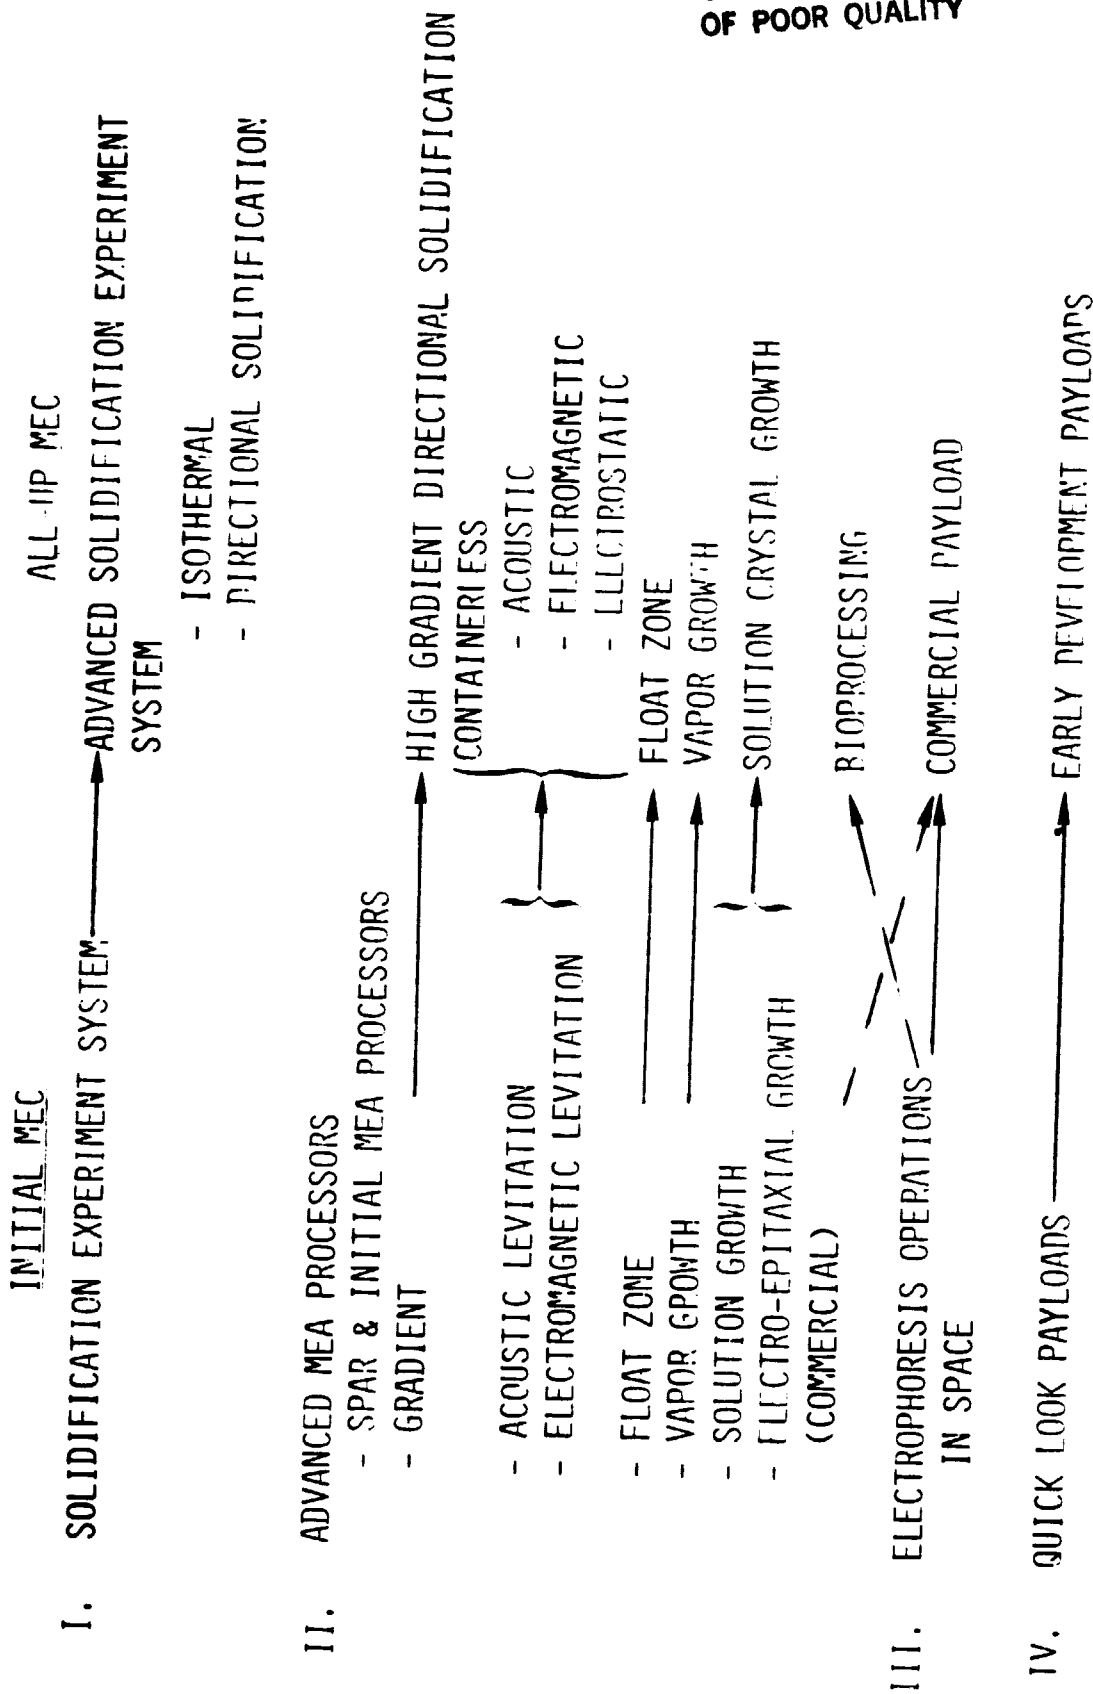 OF POOR QUALITY
INITIAL MEC
ALL-UP MEC
I. SOLIDIFICATION EXPERIMENT SYSTEM
ADVANCED SOLIDIFICATION EXPERIMENT
SYSTEM
- ISOTHERMAL
- DIRECTIONAL SOLIDIFICATION
II. ADVANCED MEA PROCESSORS
- SPAR & INITIAL MEA PROCESSORS
- GRADIENT
HIGH GRADIENT DIRECTIONAL SOLIDIFICATION
CONTAINERLESS
- ACOUSTIC LEVITATION
- ACOUSTIC
- ELECTROMAGNETIC LEVITATION
- ELECTROMAGNETIC
- ELECTROSTATIC
- FLOAT ZONE
FLOAT ZONE
- VAPOR GROWTH
VAPOR GROWTH
- SOLUTION GROWTH
SOLUTION CRYSTAL GROWTH
- ELECTRO-EPITAXIAL GROWTH
(COMMERCIAL)
BIOPROCESSING
III. ELECTROPHORESIS OPERATIONS
IN SPACE
COMMERCIAL PAYLOAD
IV. QUICK LOOK PAYLOADS
EARLY DEVELOPMENT PAYLOADS